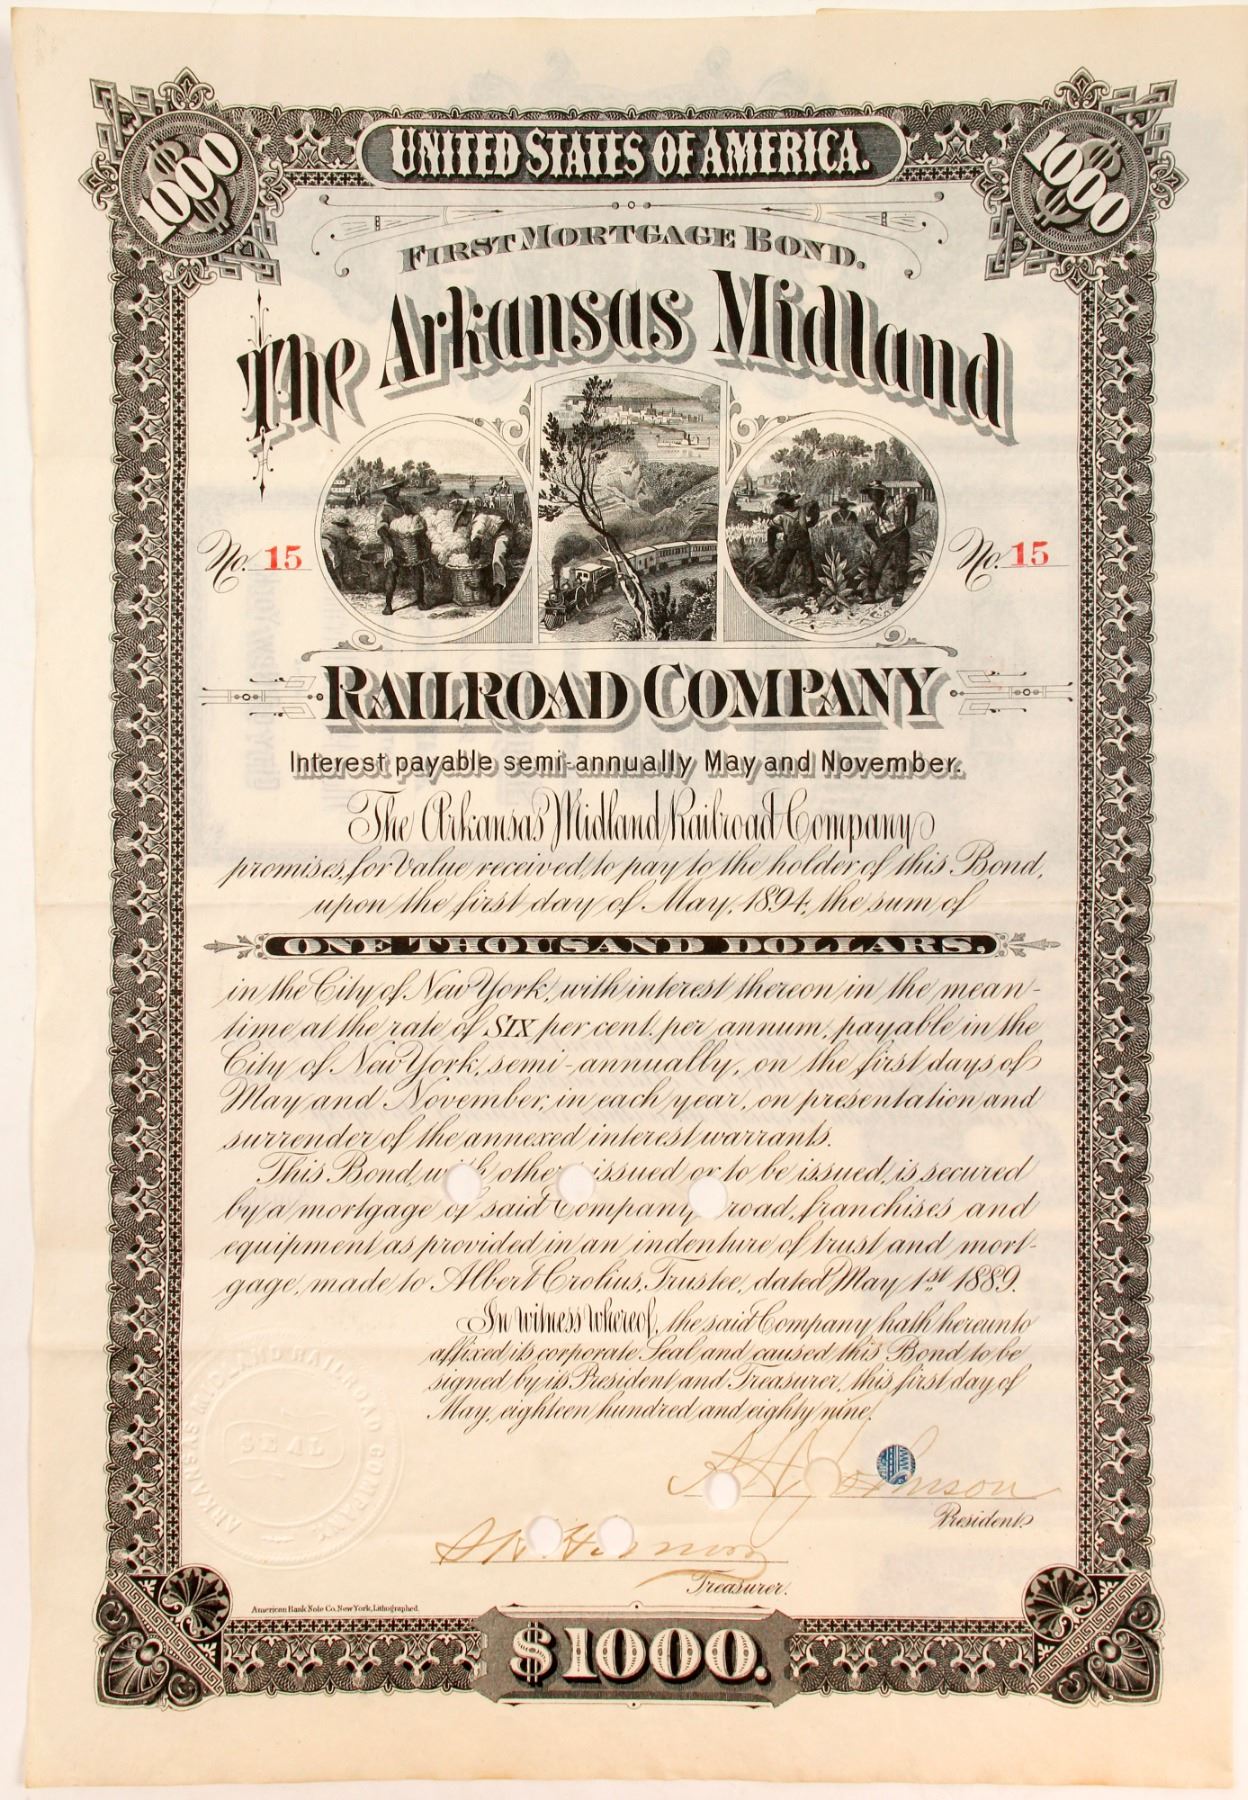 1000
UNITED STATES OF AMERICA.
1000
FIRST MORTGAGE BOND.
The Arkansas Midland
No. 15
No. 15
RAILROAD COMPANY
Interest payable semi-annually May and November.
The Arkansas Midland Railroad Company
promises, for value received, to pay to the holder of this Bond,
upon the first day of May, 1894, the sum of
ONE THOUSAND DOLLARS.
in the City of New York, with interest thereon in the mean-
time at the rate of SIX per cent. per annum, payable in the
City of New York, semi-annually, on the first days of
May and November, in each year, on presentation and
surrender of the annexed interest warrants.
This Bond, with other issued or to be issued, is secured
by a mortgage of said Company road, franchises and
equipment as provided in an indenture of trust and mort-
gage, made to Albert Crolius, Trustee, dated May 1st 1889.
In witness whereof, the said Company hath hereunto
affixed its corporate Seal and caused this Bond to be
signed by its President and Treasurer, this first day of
May, eighteen hundred and eighty nine.
ARKANSAS MIDLAND RAILROAD COMPANY
SEAL
Johnson
President.
Treasurer.
American Bank Note Co. New York, Lithographed.
$1000.